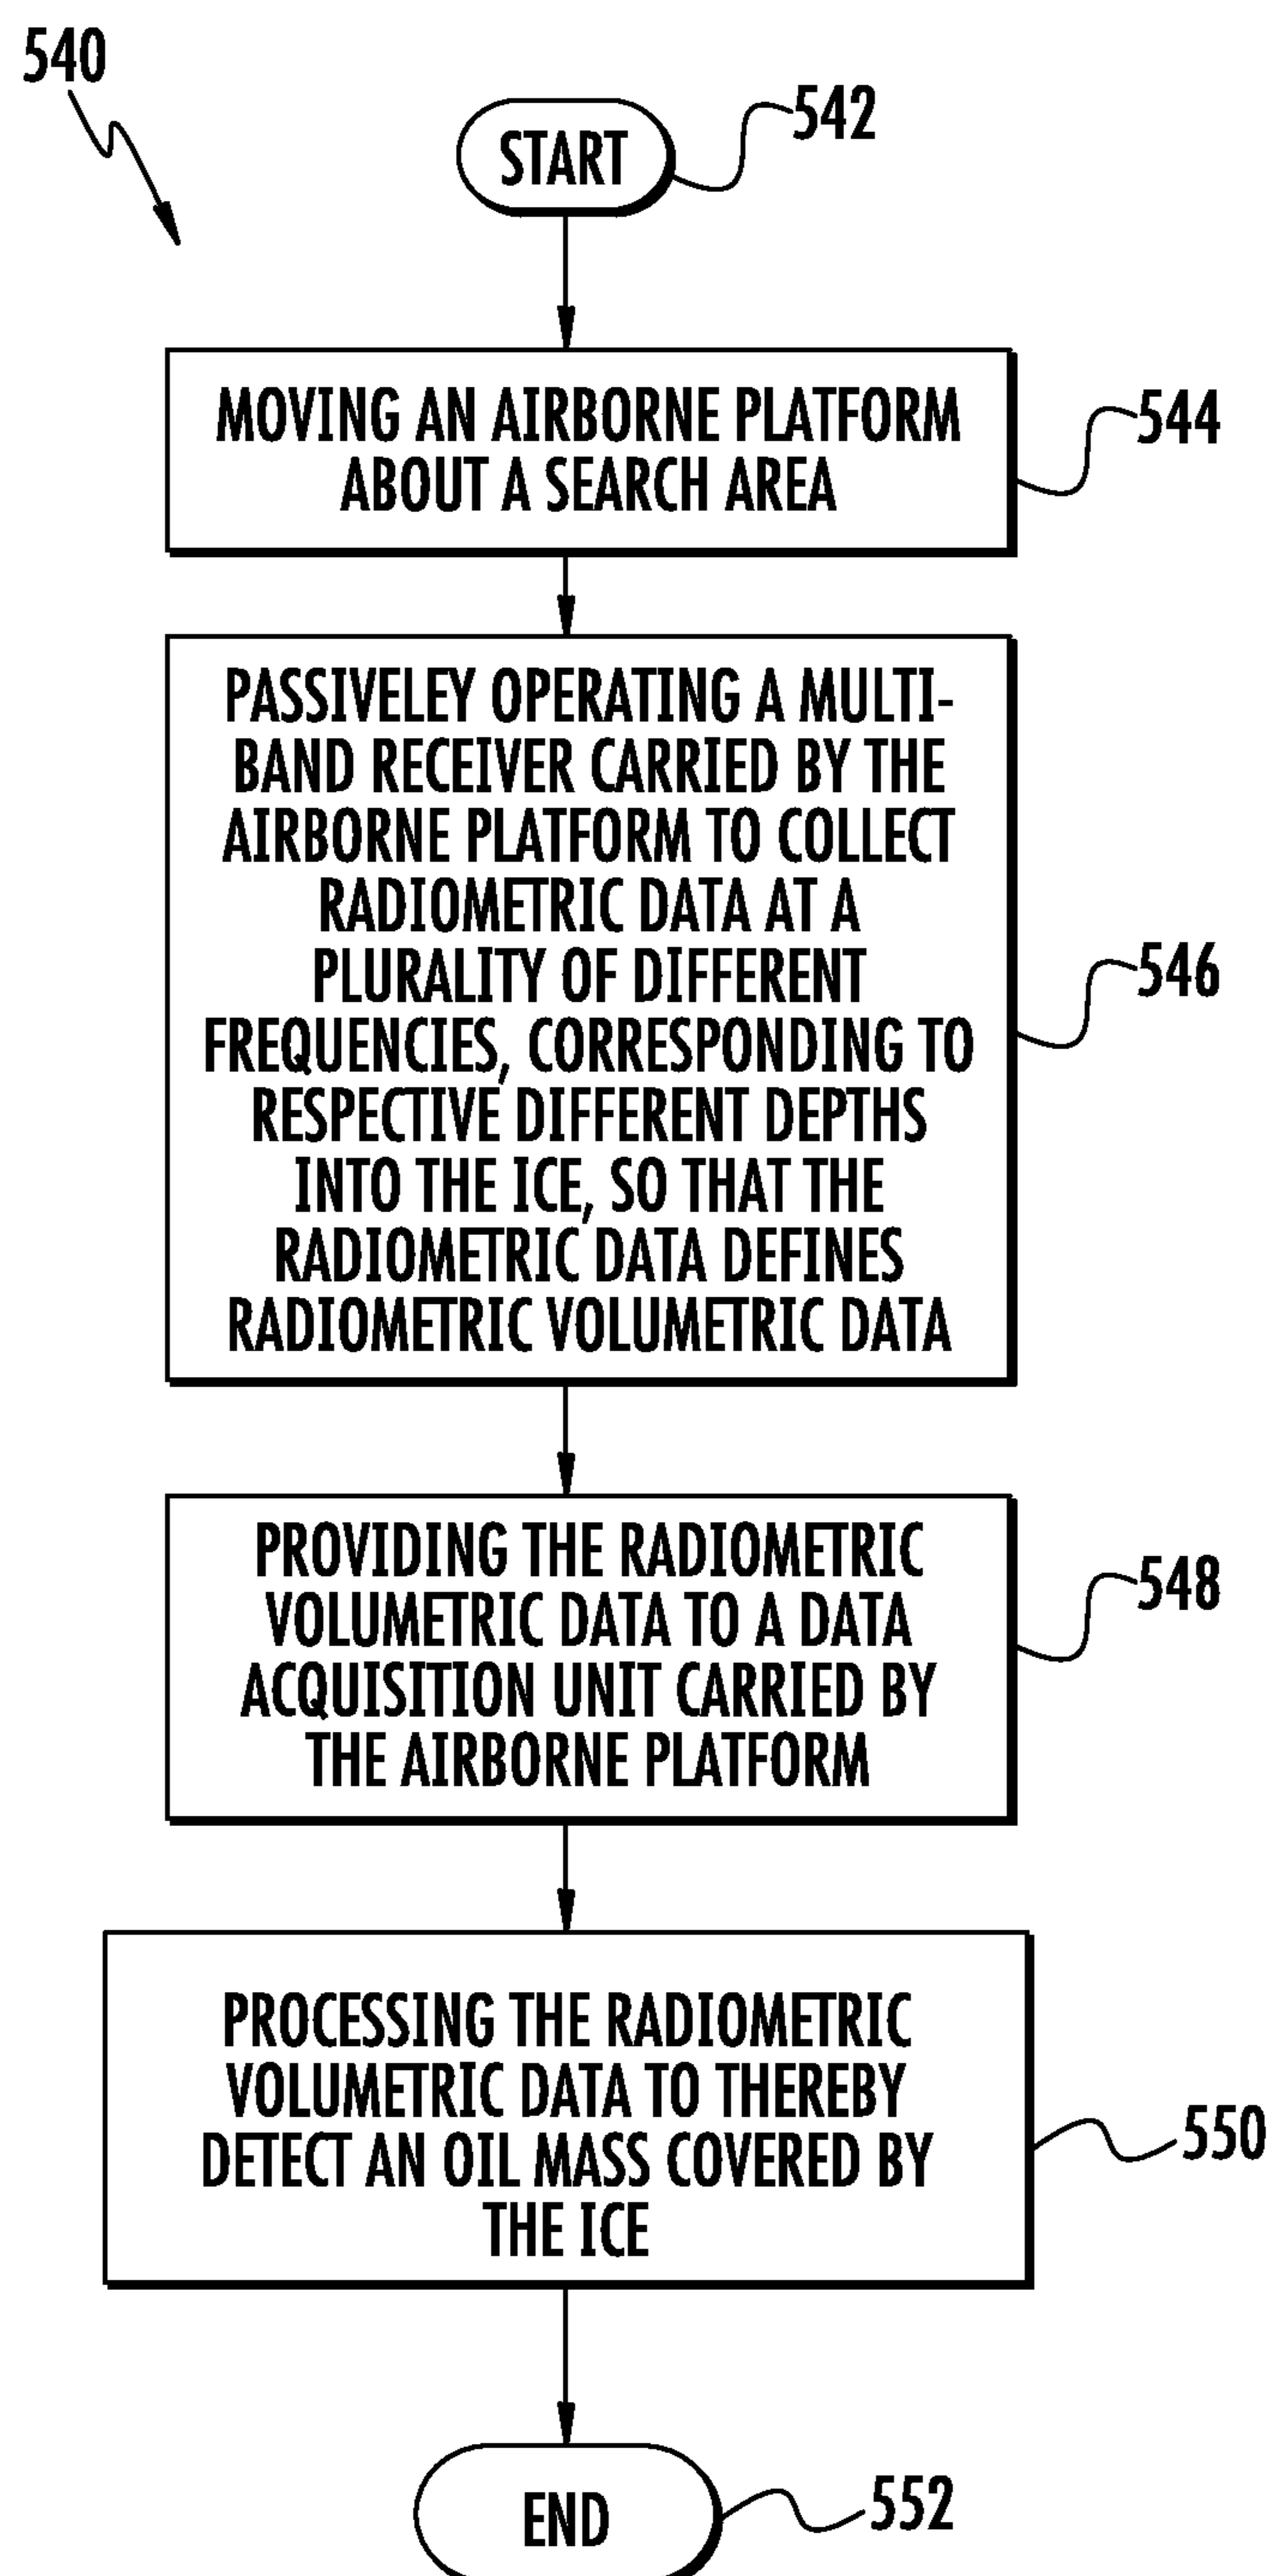 540
START
542
MOVING AN AIRBORNE PLATFORM
ABOUT A SEARCH AREA
544
PASSIVELEY OPERATING A MULTI-
BAND RECEIVER CARRIED BY THE
AIRBORNE PLATFORM TO COLLECT
RADIOMETRIC DATA AT A
PLURALITY OF DIFFERENT
FREQUENCIES, CORRESPONDING TO
RESPECTIVE DIFFERENT DEPTHS
INTO THE ICE, SO THAT THE
RADIOMETRIC DATA DEFINES
RADIOMETRIC VOLUMETRIC DATA
546
PROVIDING THE RADIOMETRIC
VOLUMETRIC DATA TO A DATA
ACQUISITION UNIT CARRIED BY
THE AIRBORNE PLATFORM
548
PROCESSING THE RADIOMETRIC
VOLUMETRIC DATA TO THEREBY
DETECT AN OIL MASS COVERED BY
THE ICE
550
END
552